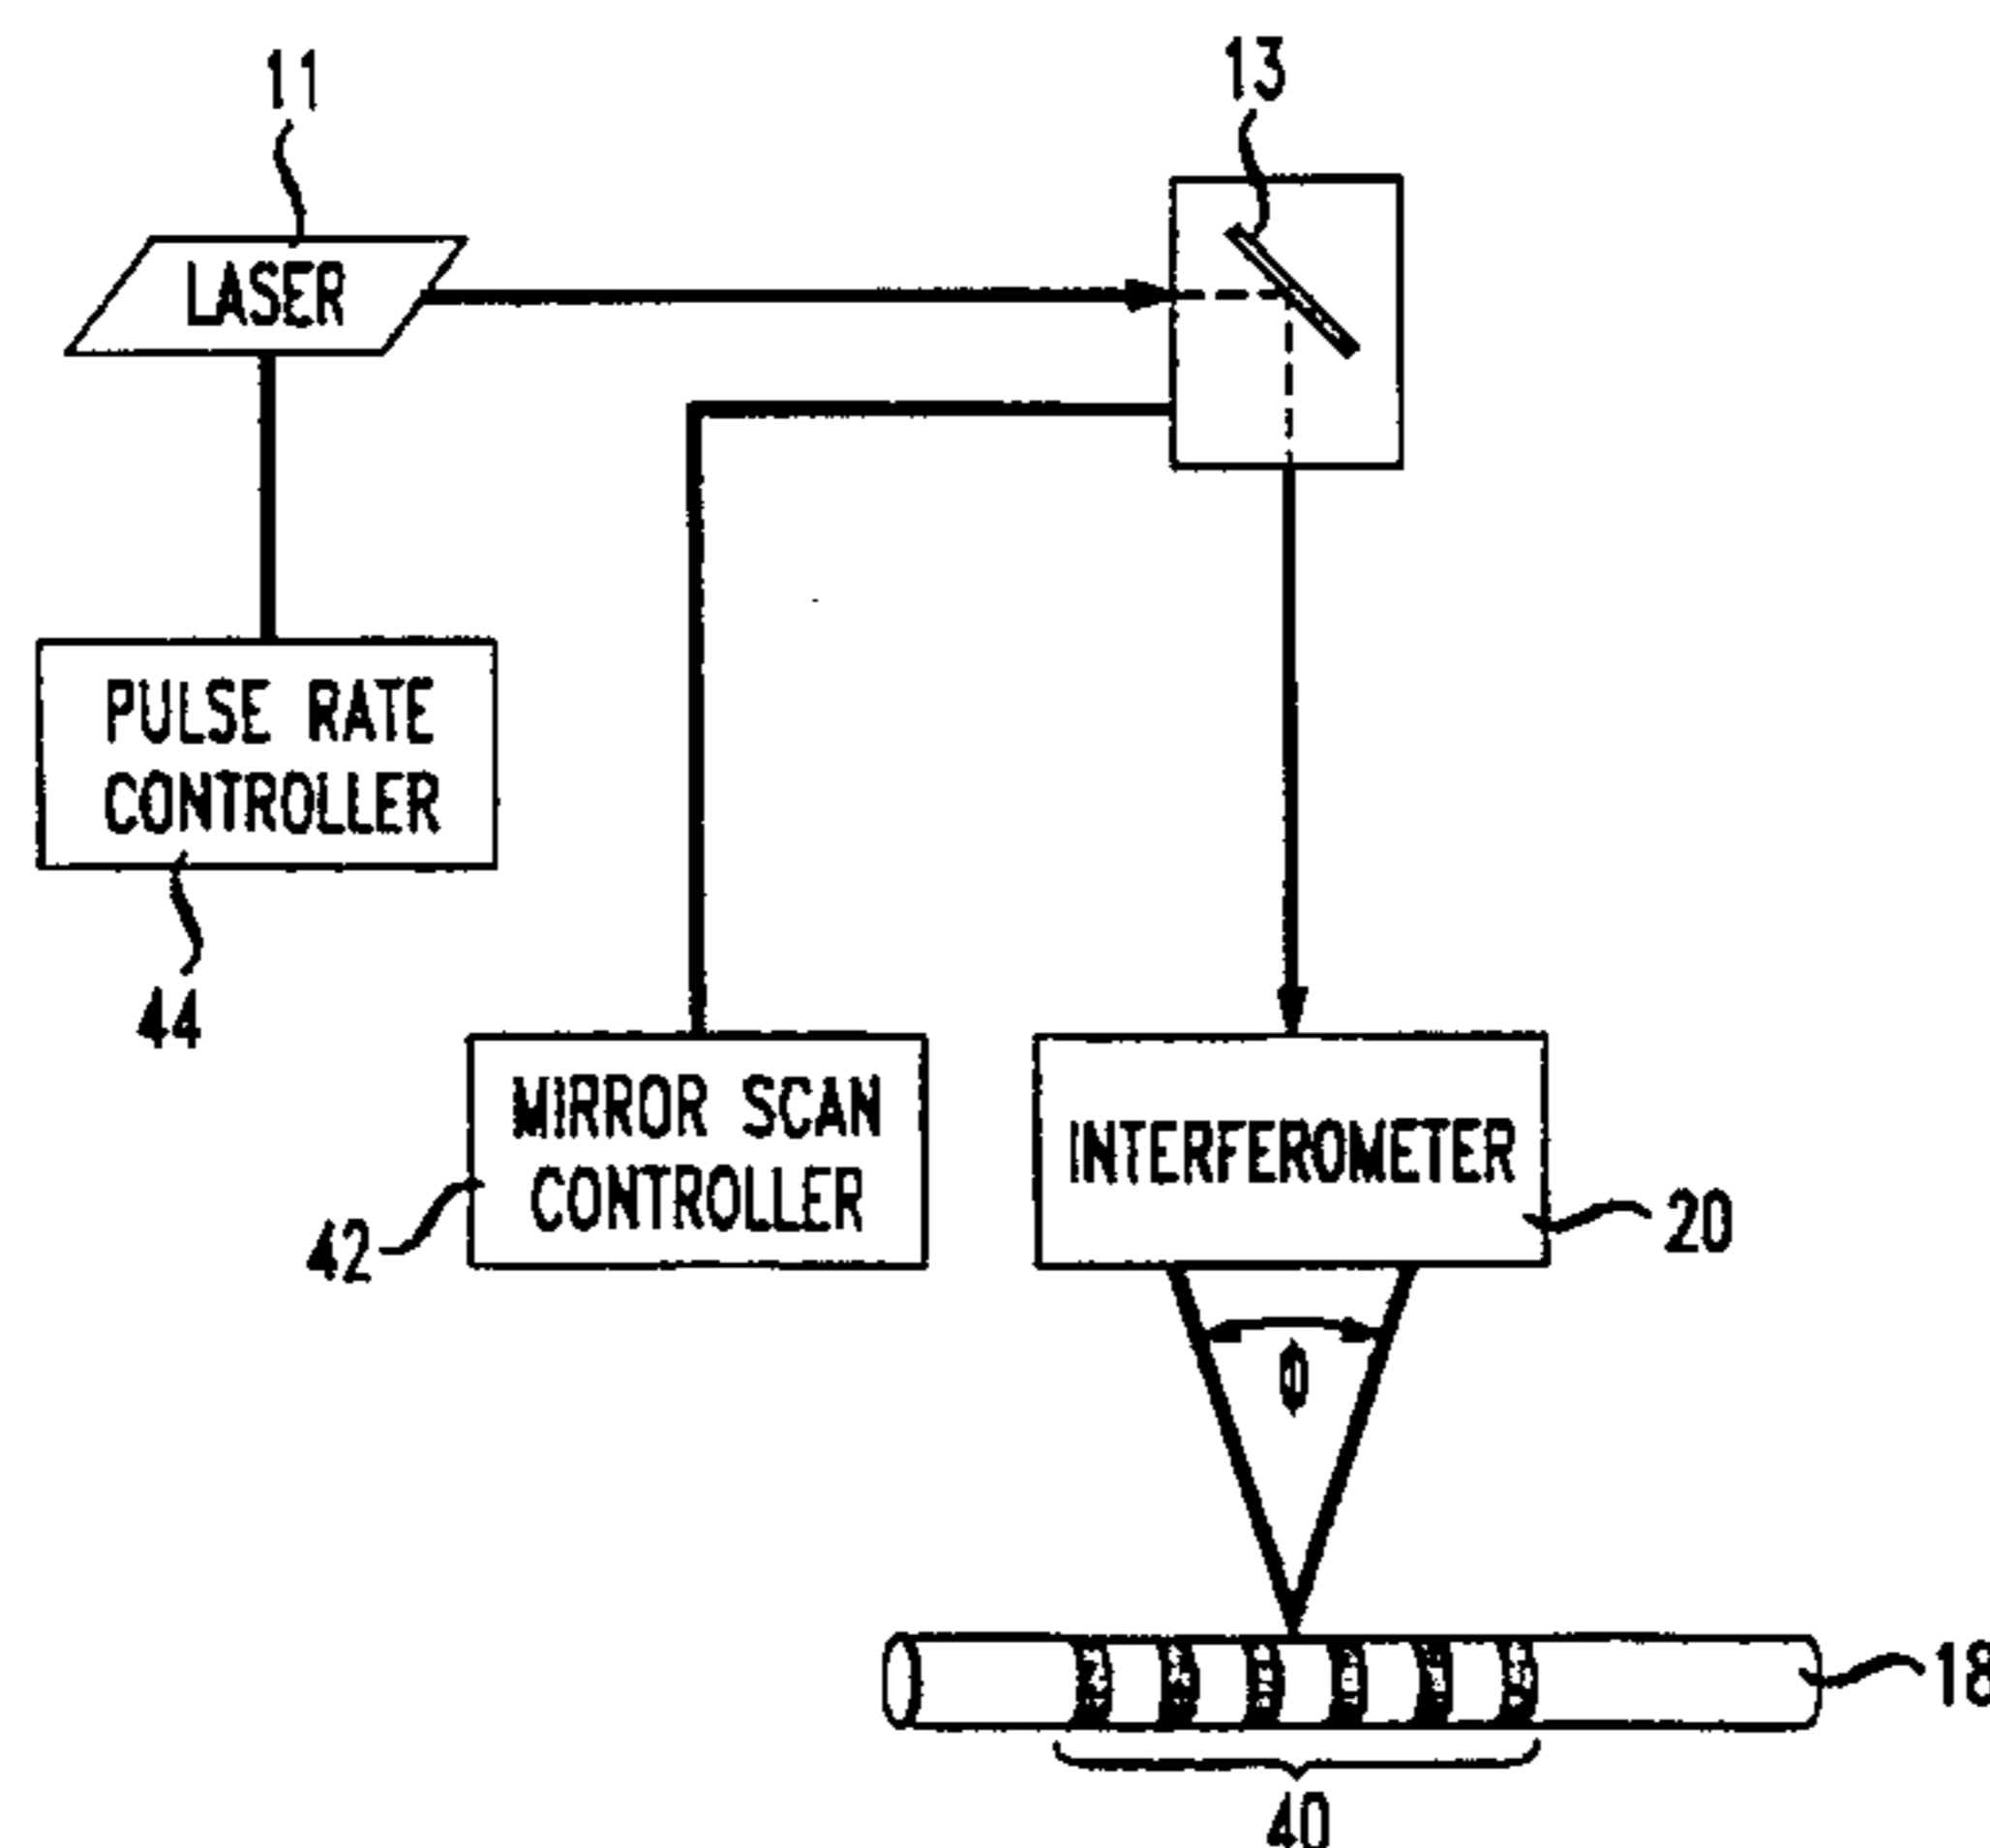 11
13
LASER
PULSE RATE
CONTROLLER
44
MIRROR SCAN
CONTROLLER
42
INTERFEROMETER
20
Φ
18
40